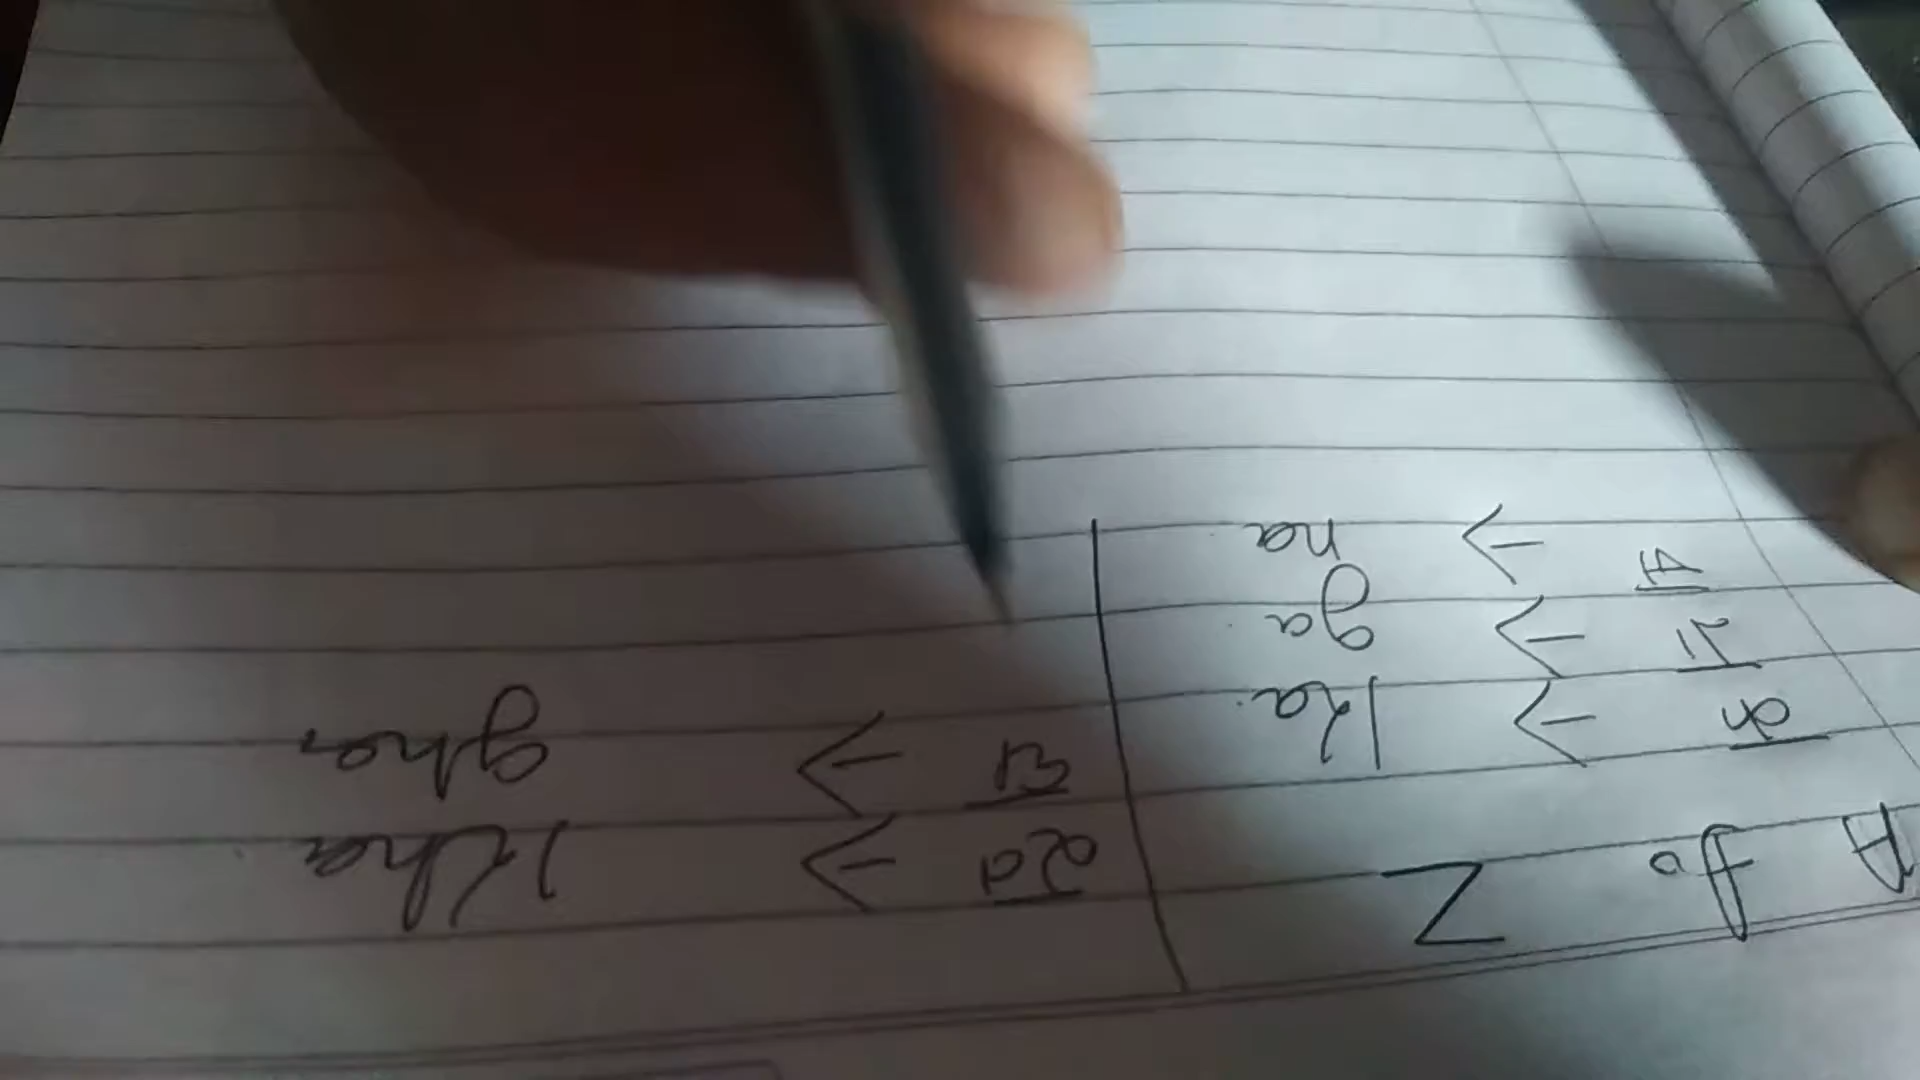 A to Z
क → Ka
ग → ga
न → na
ख → Kha
घ → gha